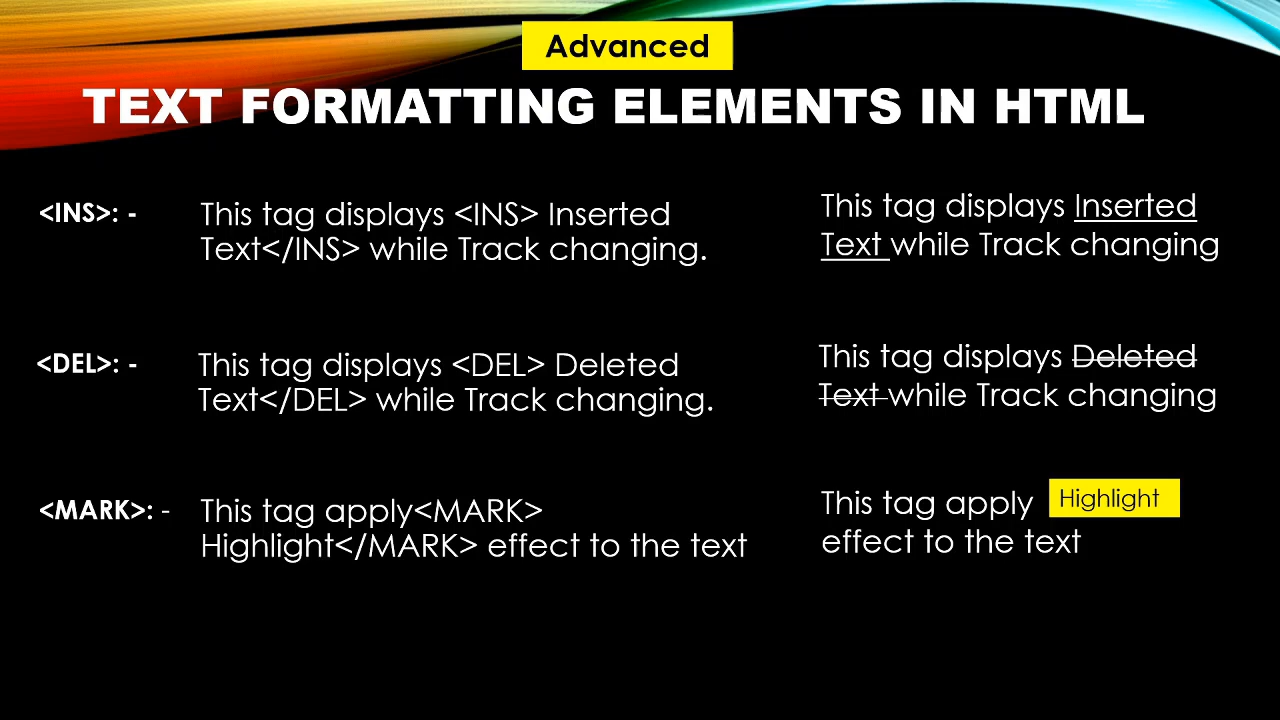 Advanced
TEXT FORMATTING ELEMENTS IN HTML
<INS>: -
This tag displays <INS> Inserted
Text</INS> while Track changing.
This tag displays Inserted
Text while Track changing
<DEL>: -
This tag displays <DEL> Deleted
Text</DEL> while Track changing.
This tag displays Deleted
Text while Track changing
<MARK>: -
This tag apply<MARK>
Highlight</MARK> effect to the text
This tag apply Highlight
effect to the text